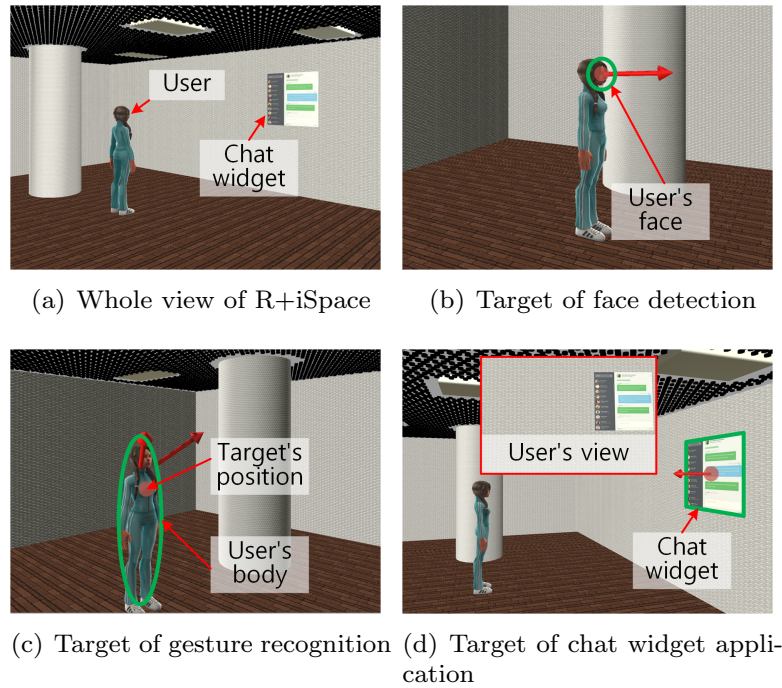 User
Chat
widget
User's
face
(a) Whole view of R+iSpace
(b) Target of face detection
Target's
position
User's
body
User's view
Chat
widget
(c) Target of gesture recognition
(d) Target of chat widget appli-
cation